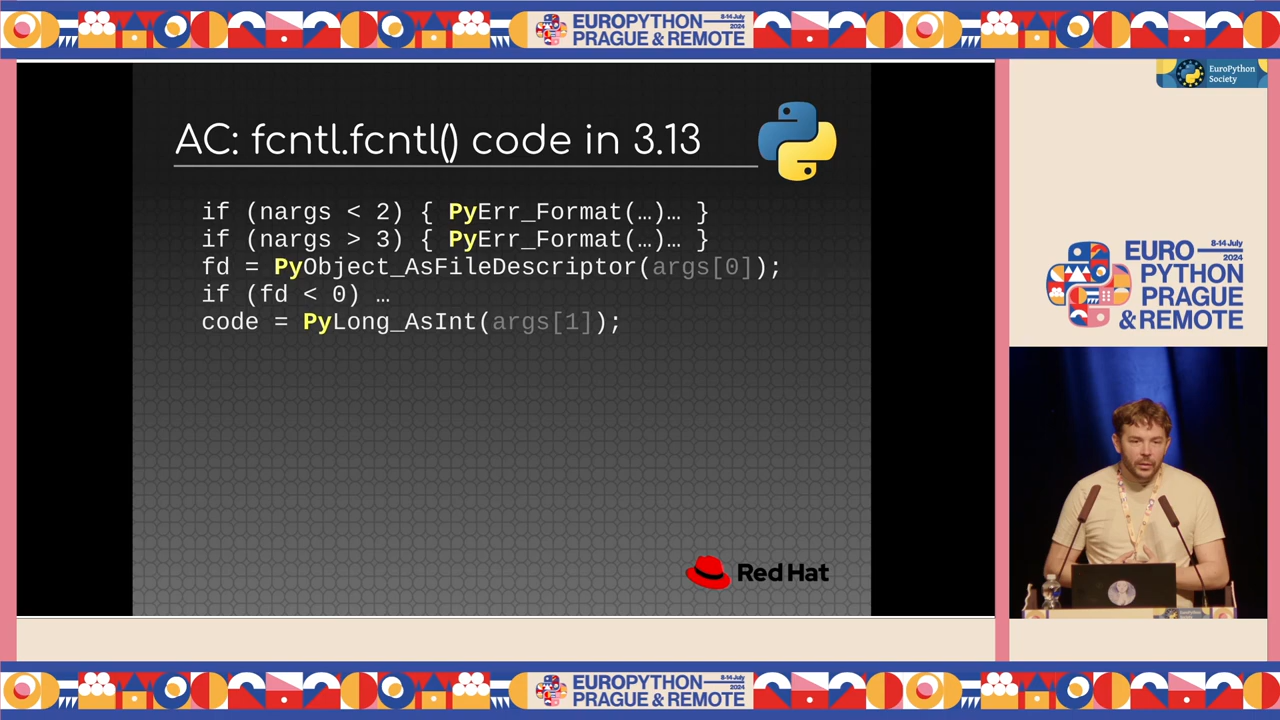 EUROPYTHON
8-14 July
2024
PRAGUE & REMOTE
EuroPython
Society
AC: fcntl.fcntl() code in 3.13
if (nargs < 2) { PyErr_Format(…)… }
if (nargs > 3) { PyErr_Format(…)… }
fd = PyObject_AsFileDescriptor(args[0]);
if (fd < 0) …
code = PyLong_AsInt(args[1]);
Red Hat
EURO
8-14 July
2024
PYTHON
PRAGUE
& REMOTE
EUROPYTHON
8-14 July
2024
PRAGUE & REMOTE